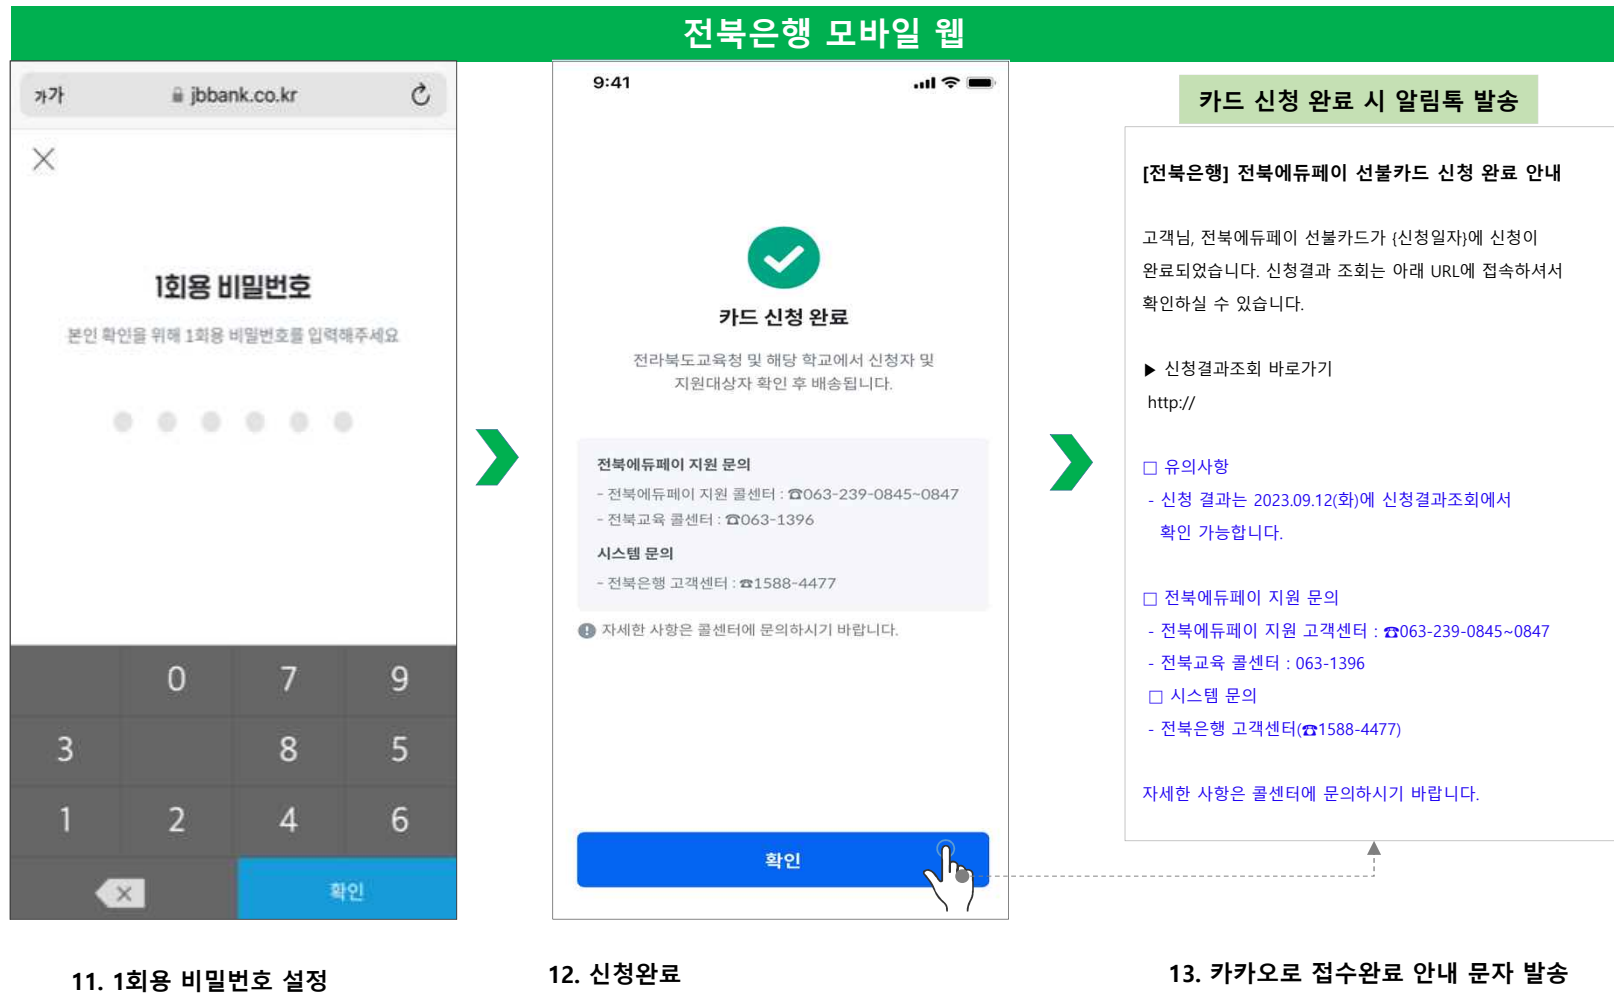 전북은행 모바일 웹
가가 jbbank.co.kr
1회용 비밀번호
본인 확인을 위해 1회용 비밀번호를 입력해주세요
0 7 9
3 8 5
1 2 4 6
확인
11. 1회용 비밀번호 설정
9:41
카드 신청 완료
전라북도교육청 및 해당 학교에서 신청자 및
지원대상자 확인 후 배송됩니다.
전북에듀페이 지원 문의
- 전북에듀페이 지원 콜센터 : ☎063-239-0845~0847
- 전북교육 콜센터 : ☎063-1396
시스템 문의
- 전북은행 고객센터 : ☎1588-4477
자세한 사항은 콜센터에 문의하시기 바랍니다.
확인
12. 신청완료
카드 신청 완료 시 알림톡 발송
[전북은행] 전북에듀페이 선불카드 신청 완료 안내
고객님, 전북에듀페이 선불카드가 {신청일자}에 신청이
완료되었습니다. 신청결과 조회는 아래 URL에 접속하셔서
확인하실 수 있습니다.
▶ 신청결과조회 바로가기
http://
□ 유의사항
- 신청 결과는 2023.09.12(화)에 신청결과조회에서
확인 가능합니다.
□ 전북에듀페이 지원 문의
- 전북에듀페이 지원 고객센터 : ☎063-239-0845~0847
- 전북교육 콜센터 : 063-1396
□ 시스템 문의
- 전북은행 고객센터(☎1588-4477)
자세한 사항은 콜센터에 문의하시기 바랍니다.
13. 카카오로 접수완료 안내 문자 발송